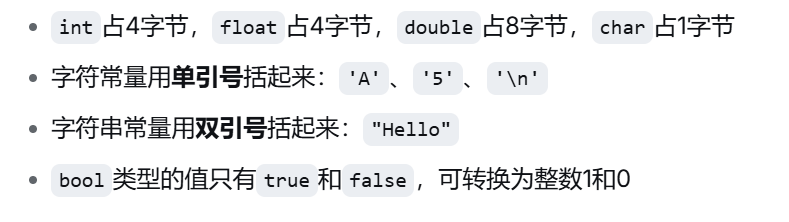 int占4字节，float占4字节，double占8字节，char占1字节
字符常量用单引号括起来：'A'、'5'、'\n'
字符串常量用双引号括起来："Hello"
bool类型的值只有true和false，可转换为整数1和0